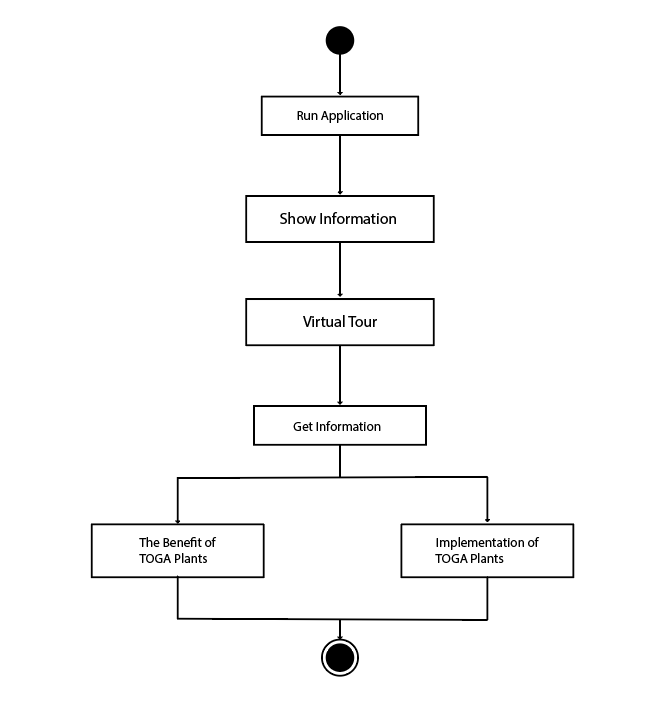 Run Application
Show Information
Virtual Tour
Get Information
The Benefit of
TOGA Plants
Implementation of
TOGA Plants